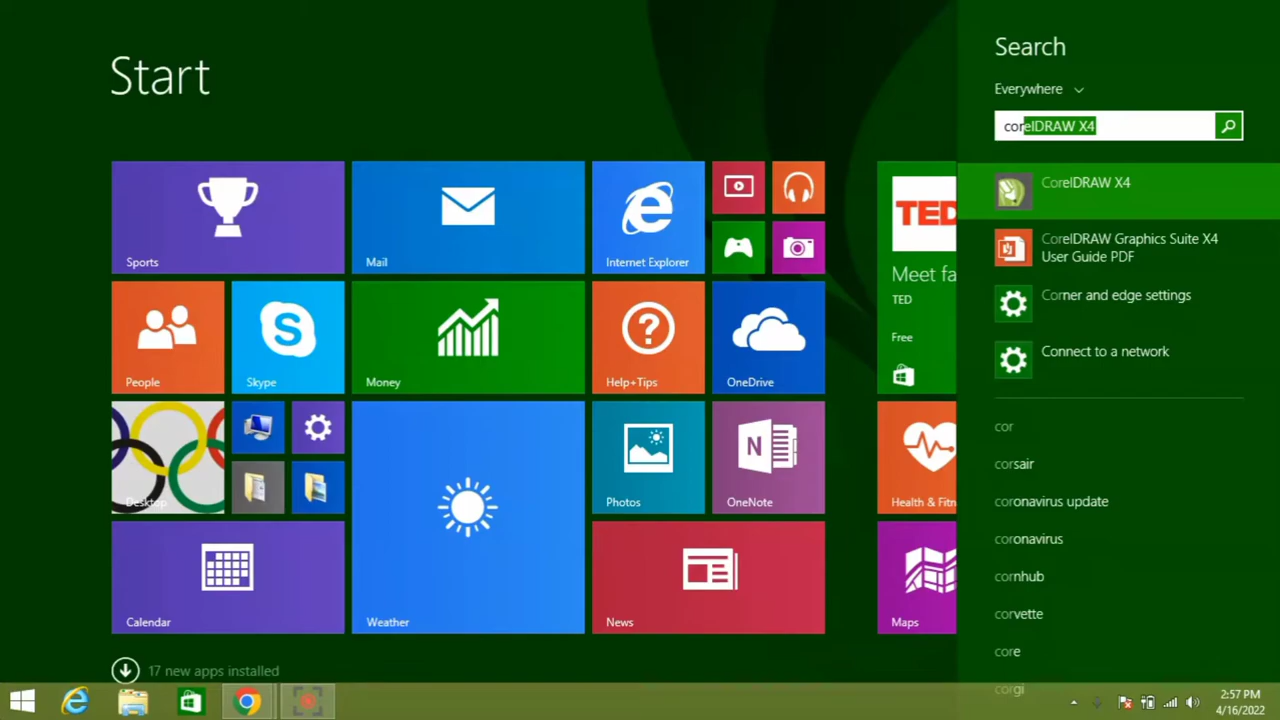 Start
Search
Everywhere
corelDRAW X4
CorelDRAW X4
CorelDRAW Graphics Suite X4
User Guide PDF
Corner and edge settings
Connect to a network
cor
corsair
coronavirus update
coronavirus
cornhub
corvette
core
corgi
Sports
Mail
Internet Explorer
TED
Meet fa
TED
Free
People
Skype
Money
Help+Tips
OneDrive
Desktop
Photos
N
OneNote
Health & Fitn
Calendar
Weather
News
Maps
17 new apps installed
2:57 PM
4/16/2022